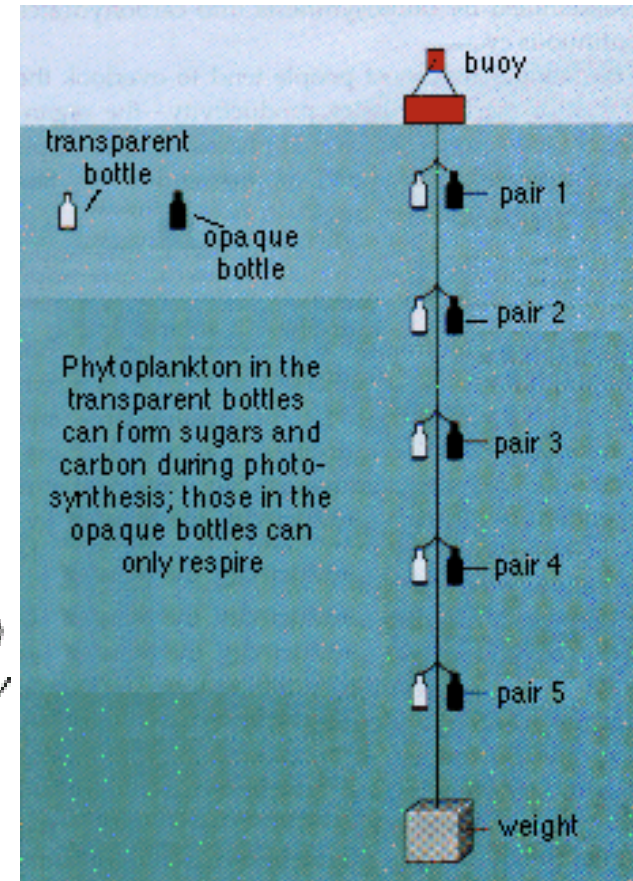 buoy
transparent
bottle
opaque
bottle
pair 1
pair 2
Phytoplankton in the
transparent bottles
can form sugars and
carbon during photo-
synthesis; those in the
opaque bottles can
only respire
pair 3
pair 4
pair 5
weight